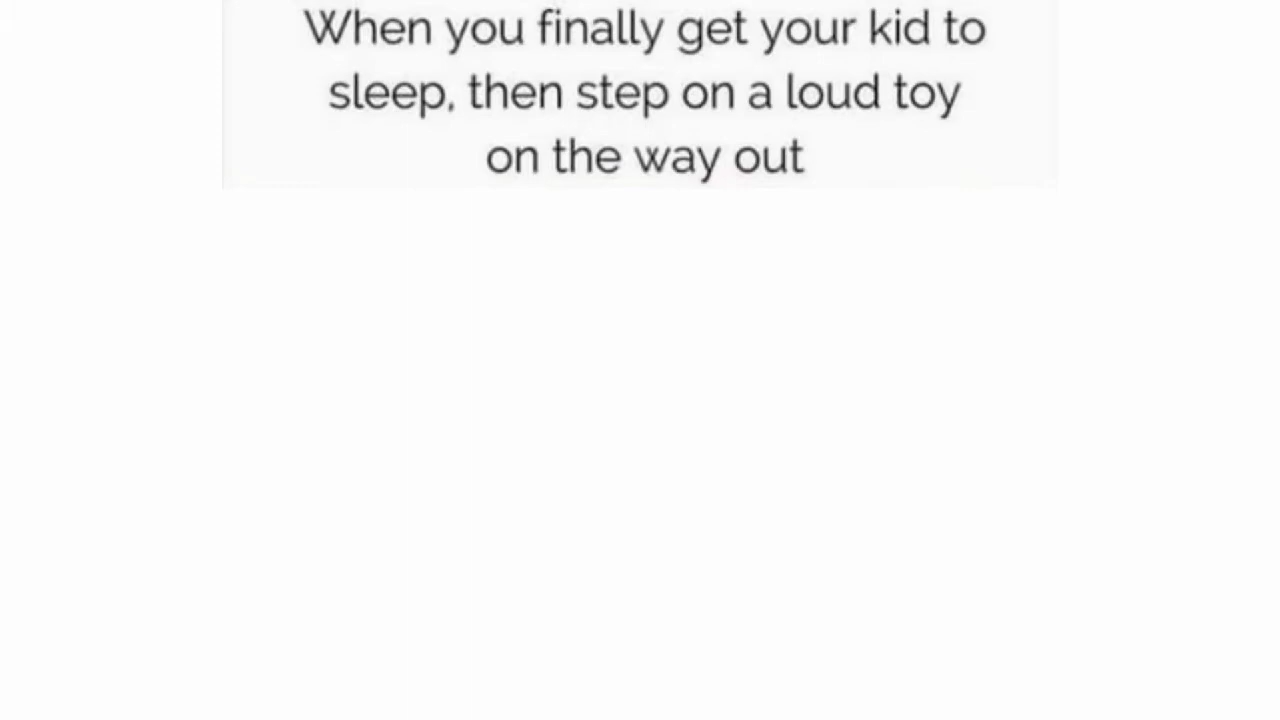 When you finally get your kid to
sleep, then step on a loud toy
on the way out